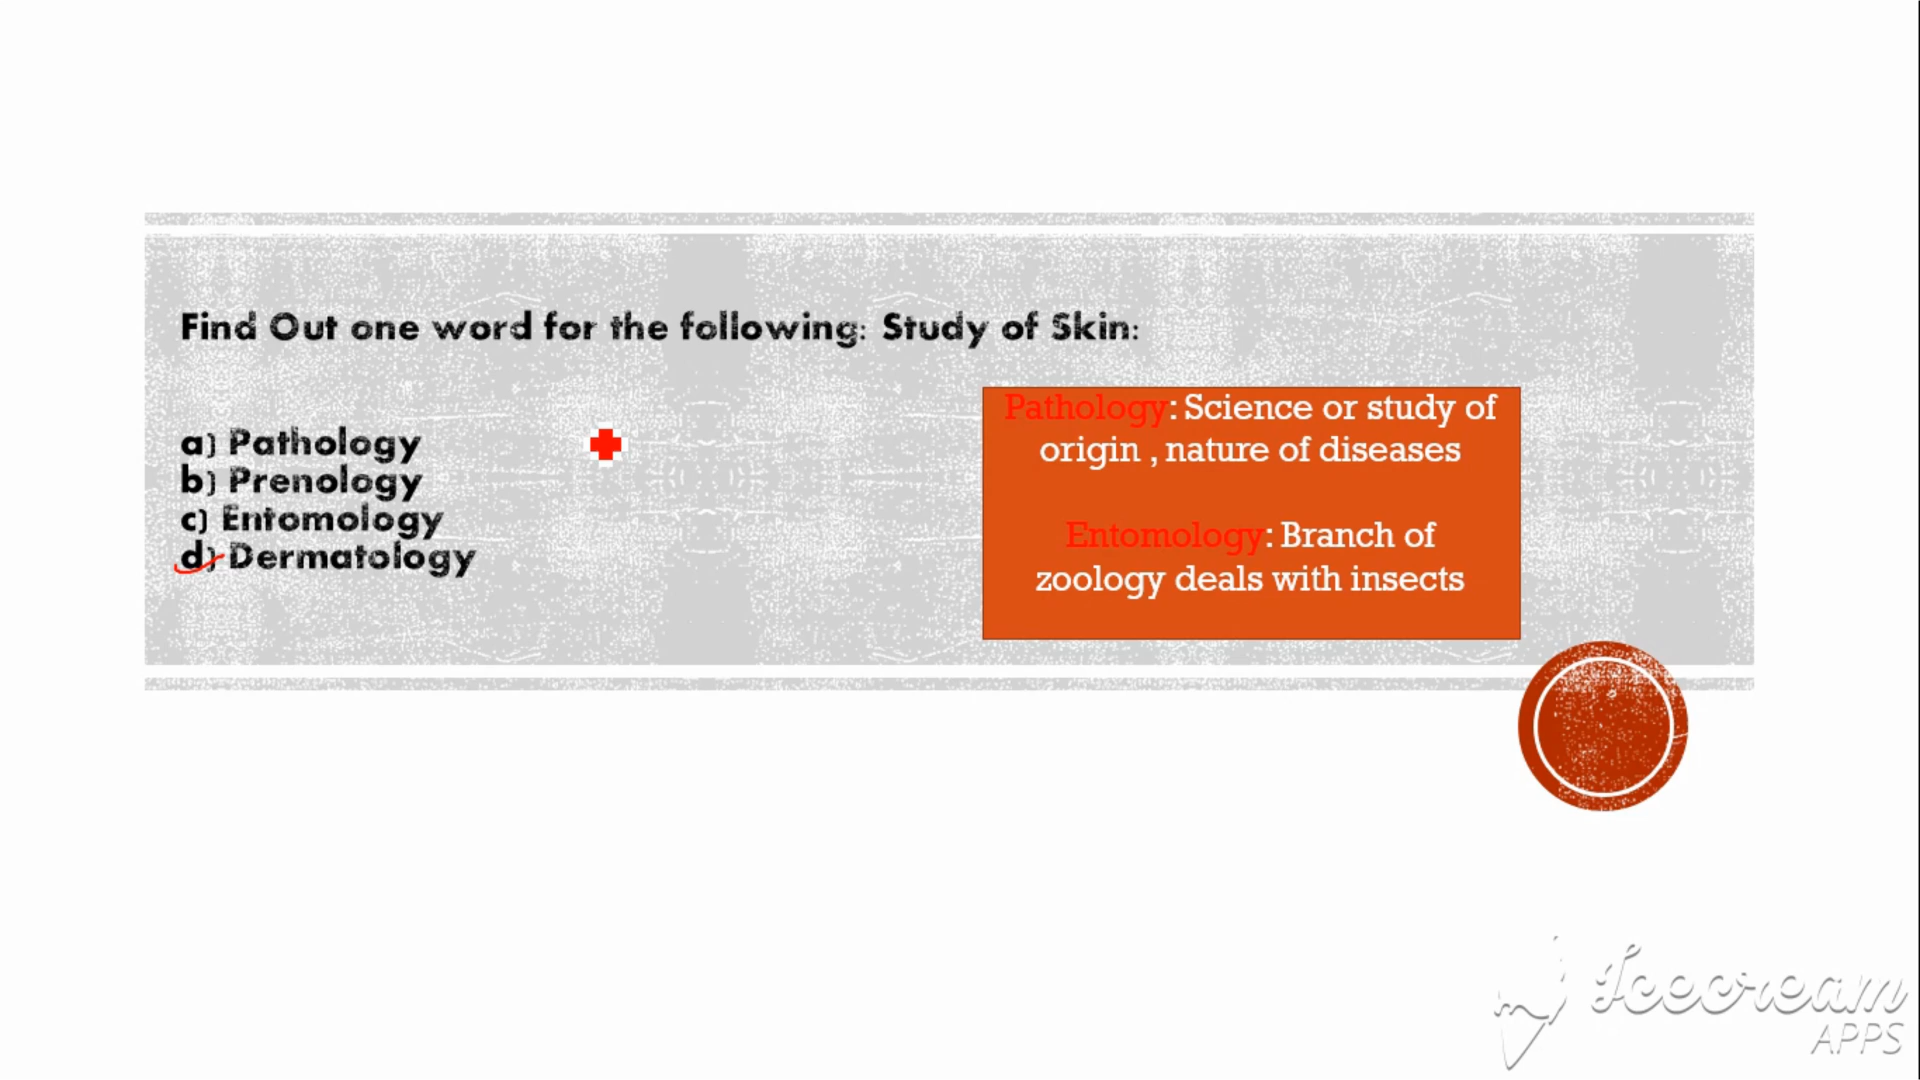 Find Out one word for the following: Study of Skin:
a) Pathology
b) Prenology
c) Entomology
d) Dermatology
Pathology: Science or study of
origin , nature of diseases
Entomology: Branch of
zoology deals with insects
Icecream
APPS